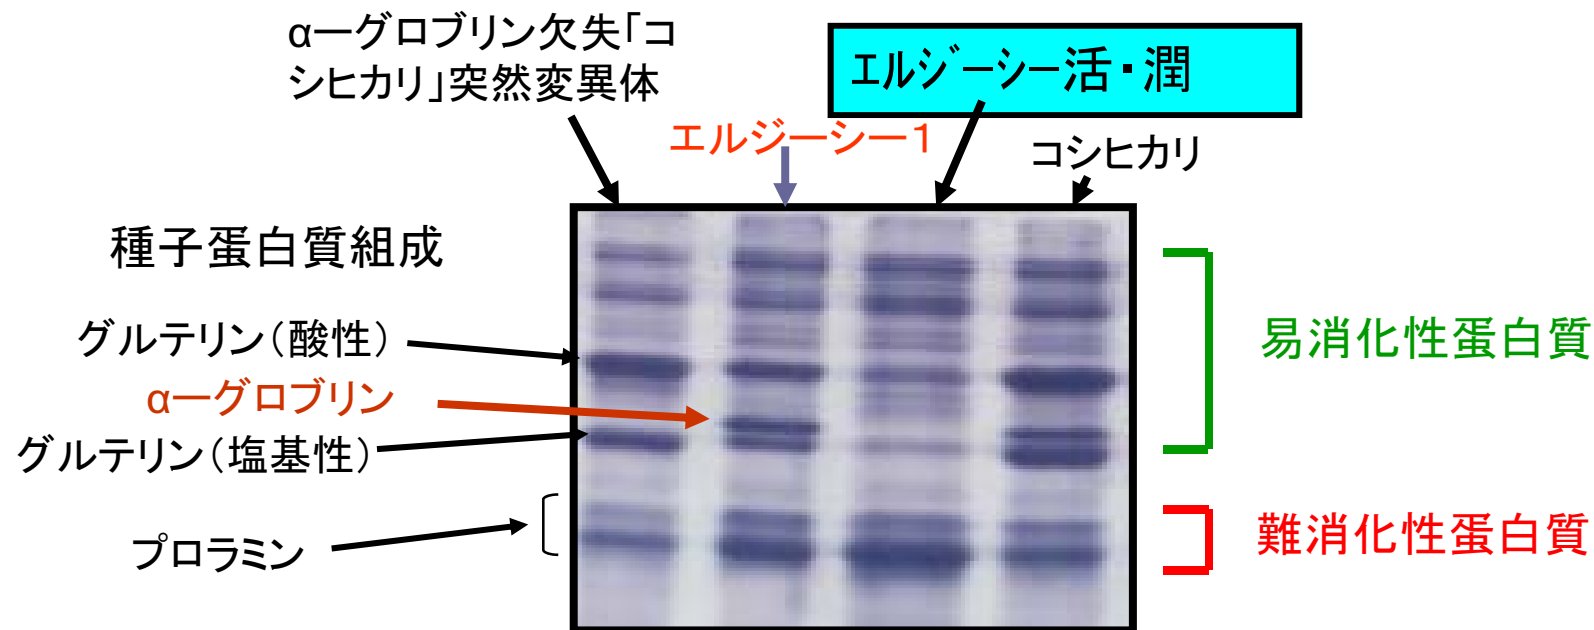 α一グロブリン欠失「コ
シヒカリ」突然変異体
エルジーシー活・潤
エルジーシー1
コシヒカリ
種子蛋白質組成
グルテリン（酸性）
α一グロブリン
グルテリン（塩基性）
プロラミン
易消化性蛋白質
難消化性蛋白質